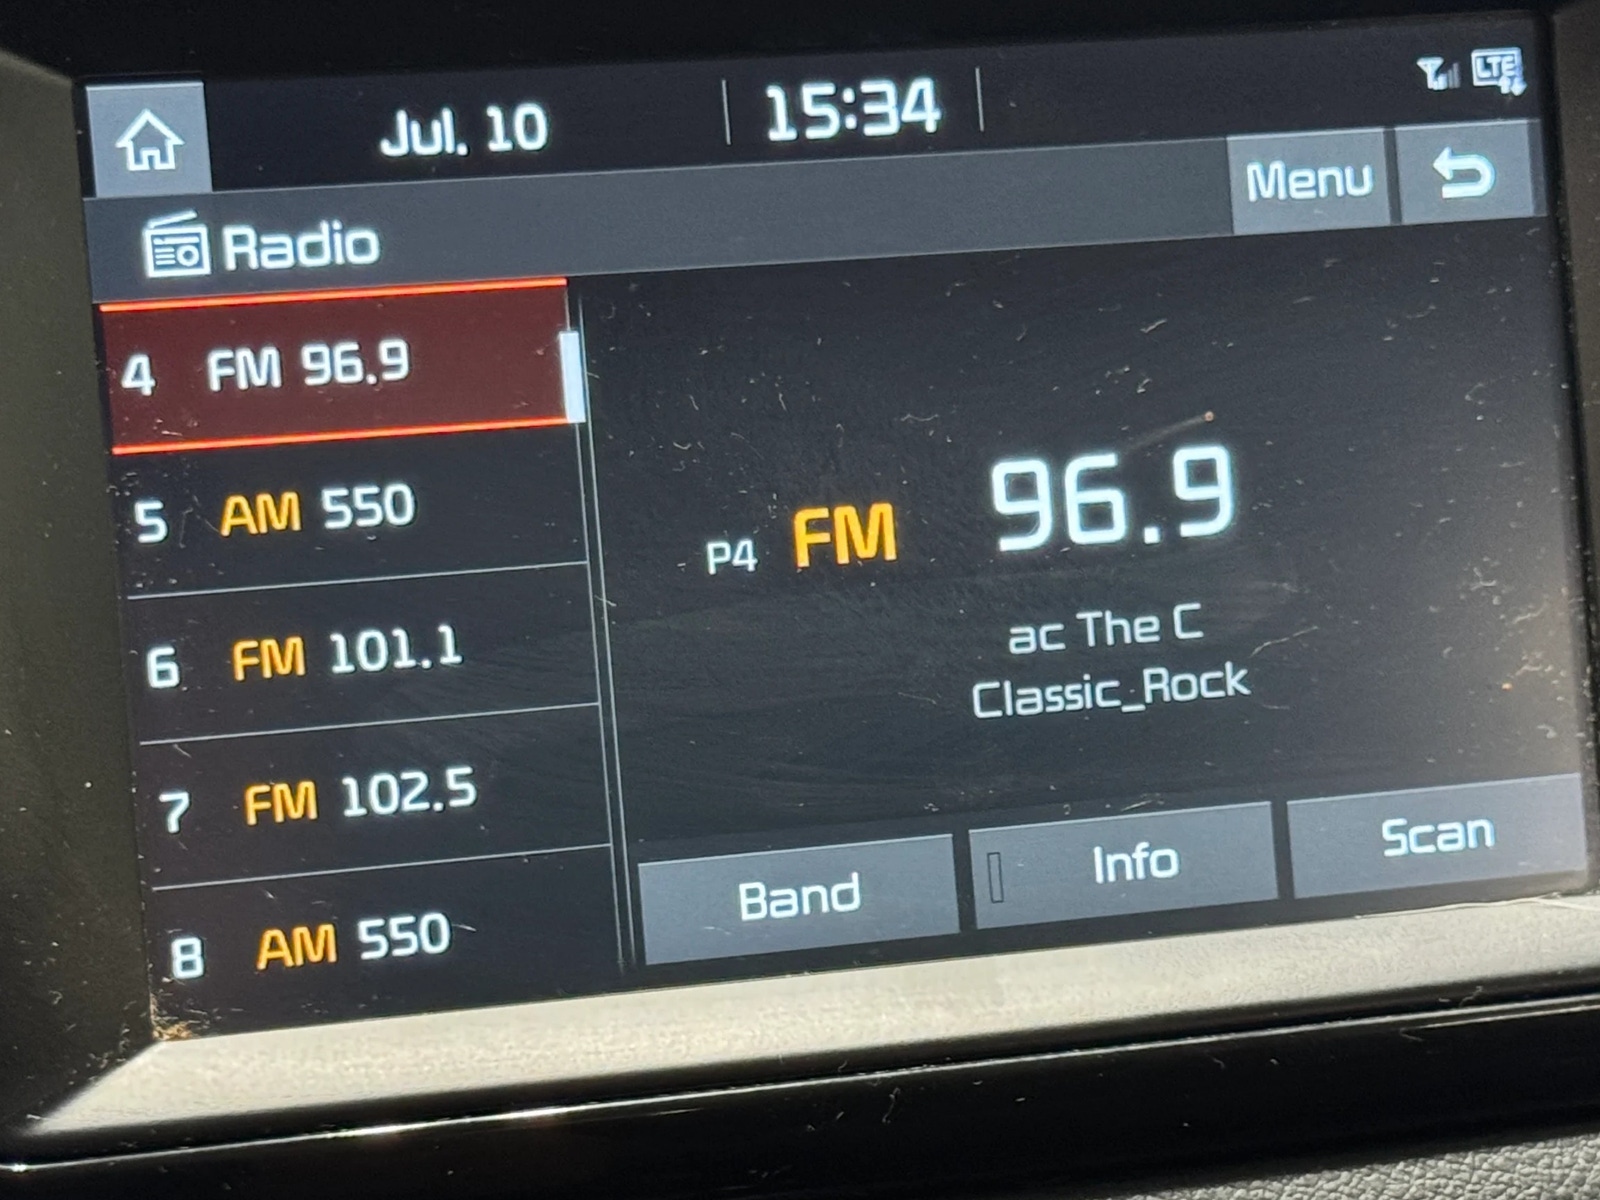 Jul. 10
15:34
LTE
Menu
Radio
4 FM 96.9
5 AM 550
6 FM 101.1
7 FM 102.5
8 AM 550
P4 FM 96.9
ac The C
Classic_Rock
Band
Info
Scan